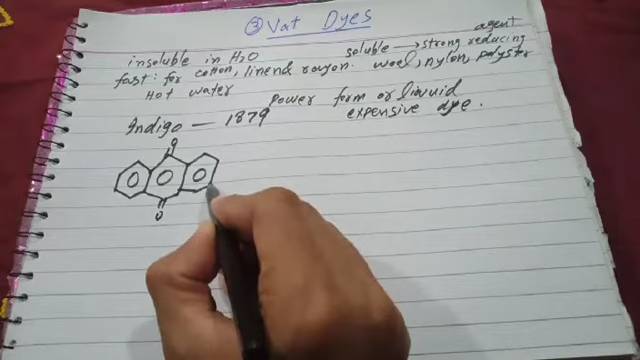 ③ Vat Dyes
insoluble in H₂O soluble → strong reducing agent
fast: for cotton, linen & rayon. wool, nylon, polyster
Hot water Power form or liquid
expensive dye.
Indigo — 1879
O
O